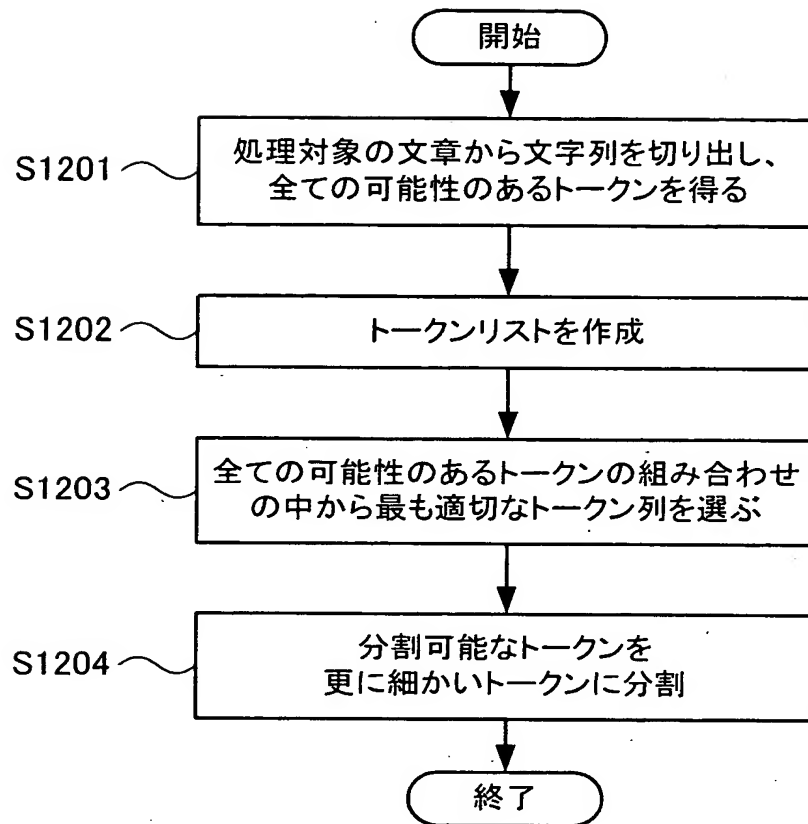 開始
S1201
処理対象の文章から文字列を切り出し、
全ての可能性のあるトークンを得る
S1202
トークンリストを作成
S1203
全ての可能性のあるトークンの組み合わせ
の中から最も適切なトークン列を選ぶ
S1204
分割可能なトークンを
更に細かいトークンに分割
終了